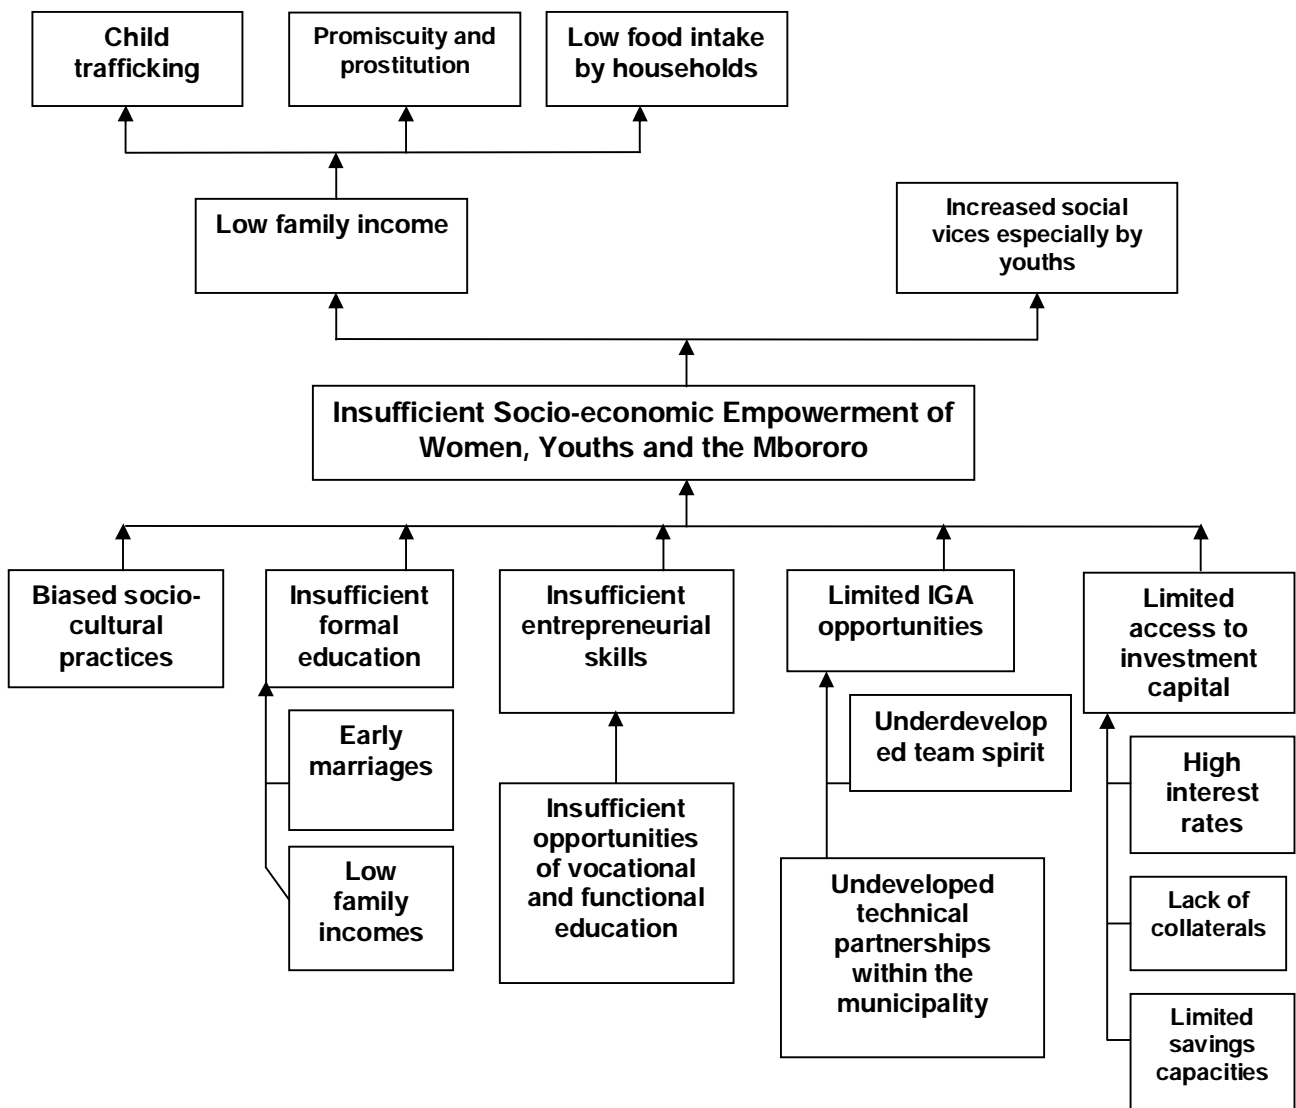 Child
trafficking
Promiscuity and
prostitution
Low food intake
by households
Low family income
Increased social
vices especially by
youths
Insufficient Socio-economic Empowerment of
Women, Youths and the Mbororo
Biased socio-
cultural
practices
Insufficient
formal
education
Insufficient
entrepreneurial
skills
Limited IGA
opportunities
Limited
access to
investment
capital
Early
marriages
Low
family
incomes
Insufficient
opportunities
of vocational
and functional
education
Underdevelop
ed team spirit
Undeveloped
technical
partnerships
within the
municipality
High
interest
rates
Lack of
collaterals
Limited
savings
capacities